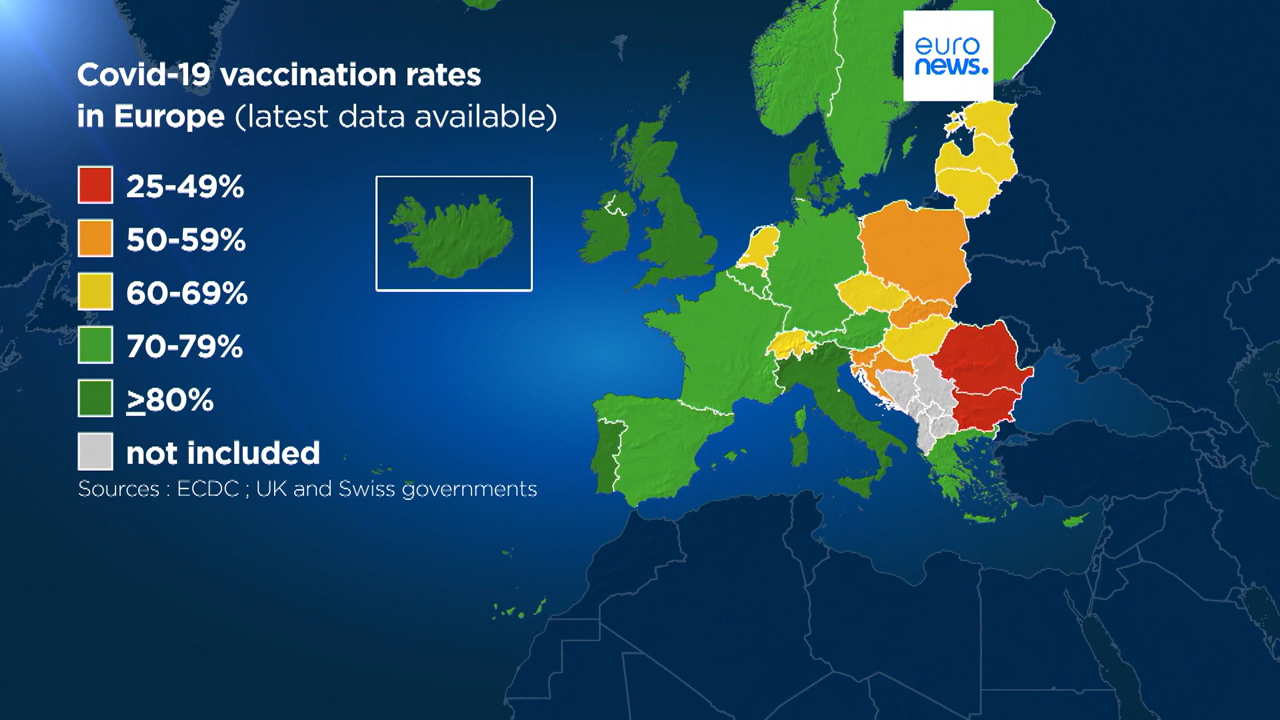 Covid-19 vaccination rates
in Europe (latest data available)
25-49%
50-59%
60-69%
70-79%
≥80%
not included
Sources : ECDC ; UK and Swiss governments
euro
news.